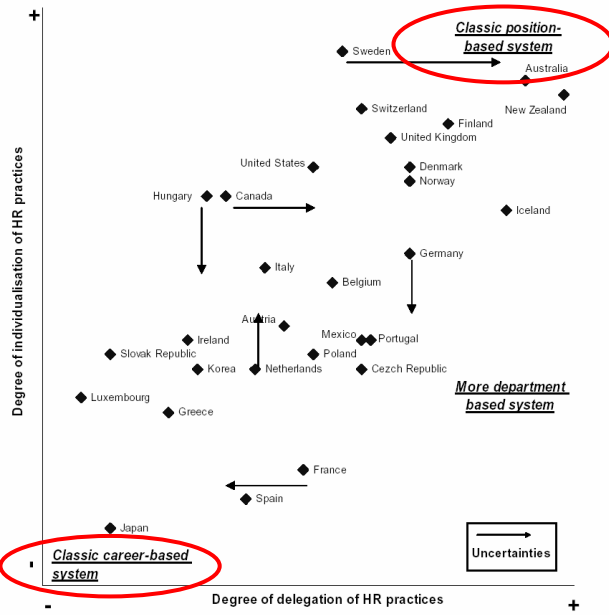 +
Classic position-
based system
Sweden
Australia
New Zealand
Switzerland
Finland
United Kingdom
United States
Denmark
Norway
Hungary
Canada
Iceland
Germany
Italy
Belgium
Austria
Ireland
Mexico
Portugal
Slovak Republic
Poland
Korea
Netherlands
Cezch Republic
More department
based system
Luxembourg
Greece
France
Spain
Japan
Uncertainties
Classic career-based
system
-
Degree of individualisation of HR practices
-
Degree of delegation of HR practices
+